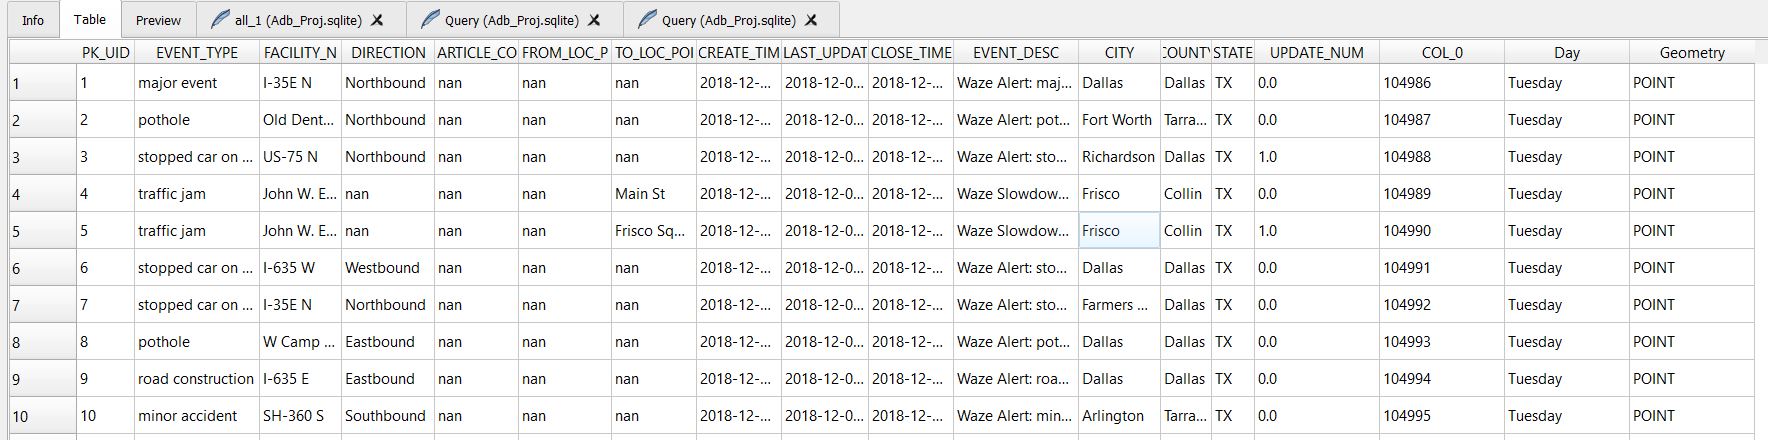 Info Table Preview all_1 (Adb_Proj.sqlite) Query (Adb_Proj.sqlite) Query (Adb_Proj.sqlite)
PK_UID EVENT_TYPE FACILITY_N DIRECTION ARTICLE_CO FROM_LOC_P TO_LOC_POI CREATE_TIM LAST_UPDAT CLOSE_TIME EVENT_DESC CITY COUNTY STATE UPDATE_NUM COL_0 Day Geometry
1 1 major event I-35E N Northbound nan nan nan 2018-12-... 2018-12-0... 2018-12-... Waze Alert: maj... Dallas Dallas TX 0.0 104986 Tuesday POINT
2 2 pothole Old Dent... Northbound nan nan nan 2018-12-... 2018-12-0... 2018-12-... Waze Alert: pot... Fort Worth Tarra... TX 0.0 104987 Tuesday POINT
3 3 stopped car on ... US-75 N Northbound nan nan nan 2018-12-... 2018-12-0... 2018-12-... Waze Alert: sto... Richardson Dallas TX 1.0 104988 Tuesday POINT
4 4 traffic jam John W. E... nan nan nan Main St 2018-12-... 2018-12-0... 2018-12-... Waze Slowdow... Frisco Collin TX 0.0 104989 Tuesday POINT
5 5 traffic jam John W. E... nan nan nan Frisco Sq... 2018-12-... 2018-12-0... 2018-12-... Waze Slowdow... Frisco Collin TX 1.0 104990 Tuesday POINT
6 6 stopped car on ... I-635 W Westbound nan nan nan 2018-12-... 2018-12-0... 2018-12-... Waze Alert: sto... Dallas Dallas TX 0.0 104991 Tuesday POINT
7 7 stopped car on ... I-35E N Northbound nan nan nan 2018-12-... 2018-12-0... 2018-12-... Waze Alert: sto... Farmers ... Dallas TX 0.0 104992 Tuesday POINT
8 8 pothole W Camp ... Eastbound nan nan nan 2018-12-... 2018-12-0... 2018-12-... Waze Alert: pot... Dallas Dallas TX 0.0 104993 Tuesday POINT
9 9 road construction I-635 E Eastbound nan nan nan 2018-12-... 2018-12-0... 2018-12-... Waze Alert: roa... Dallas Dallas TX 0.0 104994 Tuesday POINT
10 10 minor accident SH-360 S Southbound nan nan nan 2018-12-... 2018-12-0... 2018-12-... Waze Alert: min... Arlington Tarra... TX 0.0 104995 Tuesday POINT